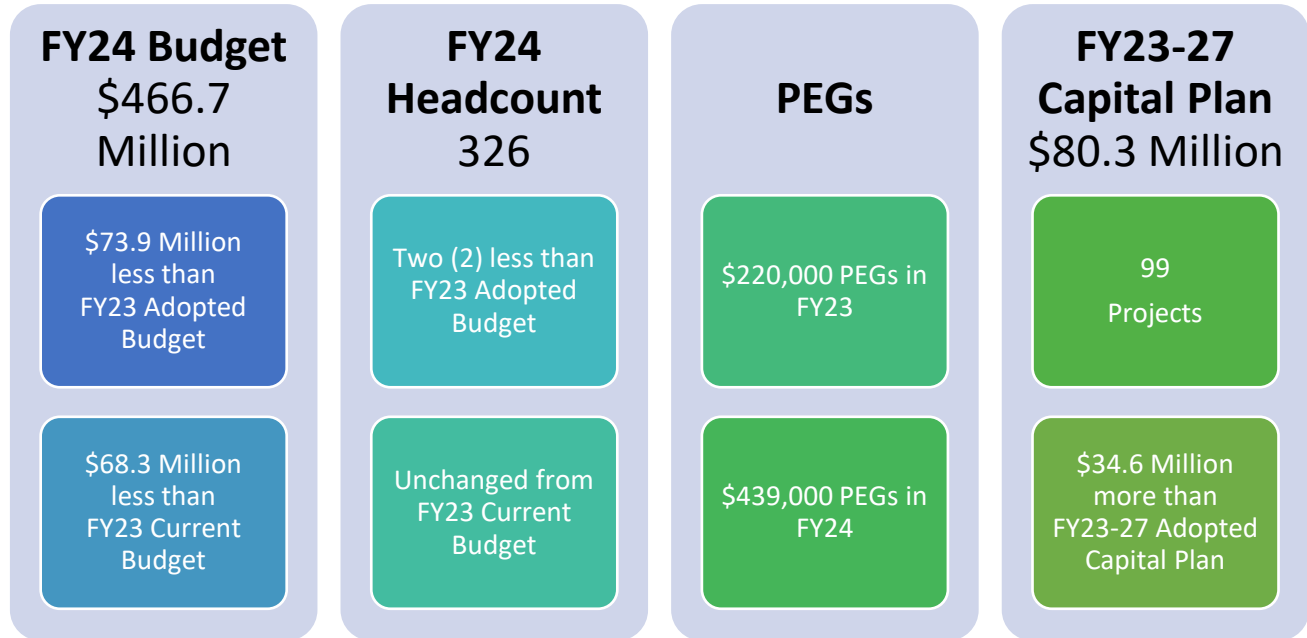 FY24 Budget
$466.7
Million
$73.9 Million
less than
FY23 Adopted
Budget
$68.3 Million
less than
FY23 Current
Budget
FY24
Headcount
326
Two (2) less than
FY23 Adopted
Budget
Unchanged from
FY23 Current
Budget
PEGs
$220,000 PEGs in
FY23
$439,000 PEGs in
FY24
FY23-27
Capital Plan
$80.3 Million
99
Projects
$34.6 Million
more than
FY23-27 Adopted
Capital Plan